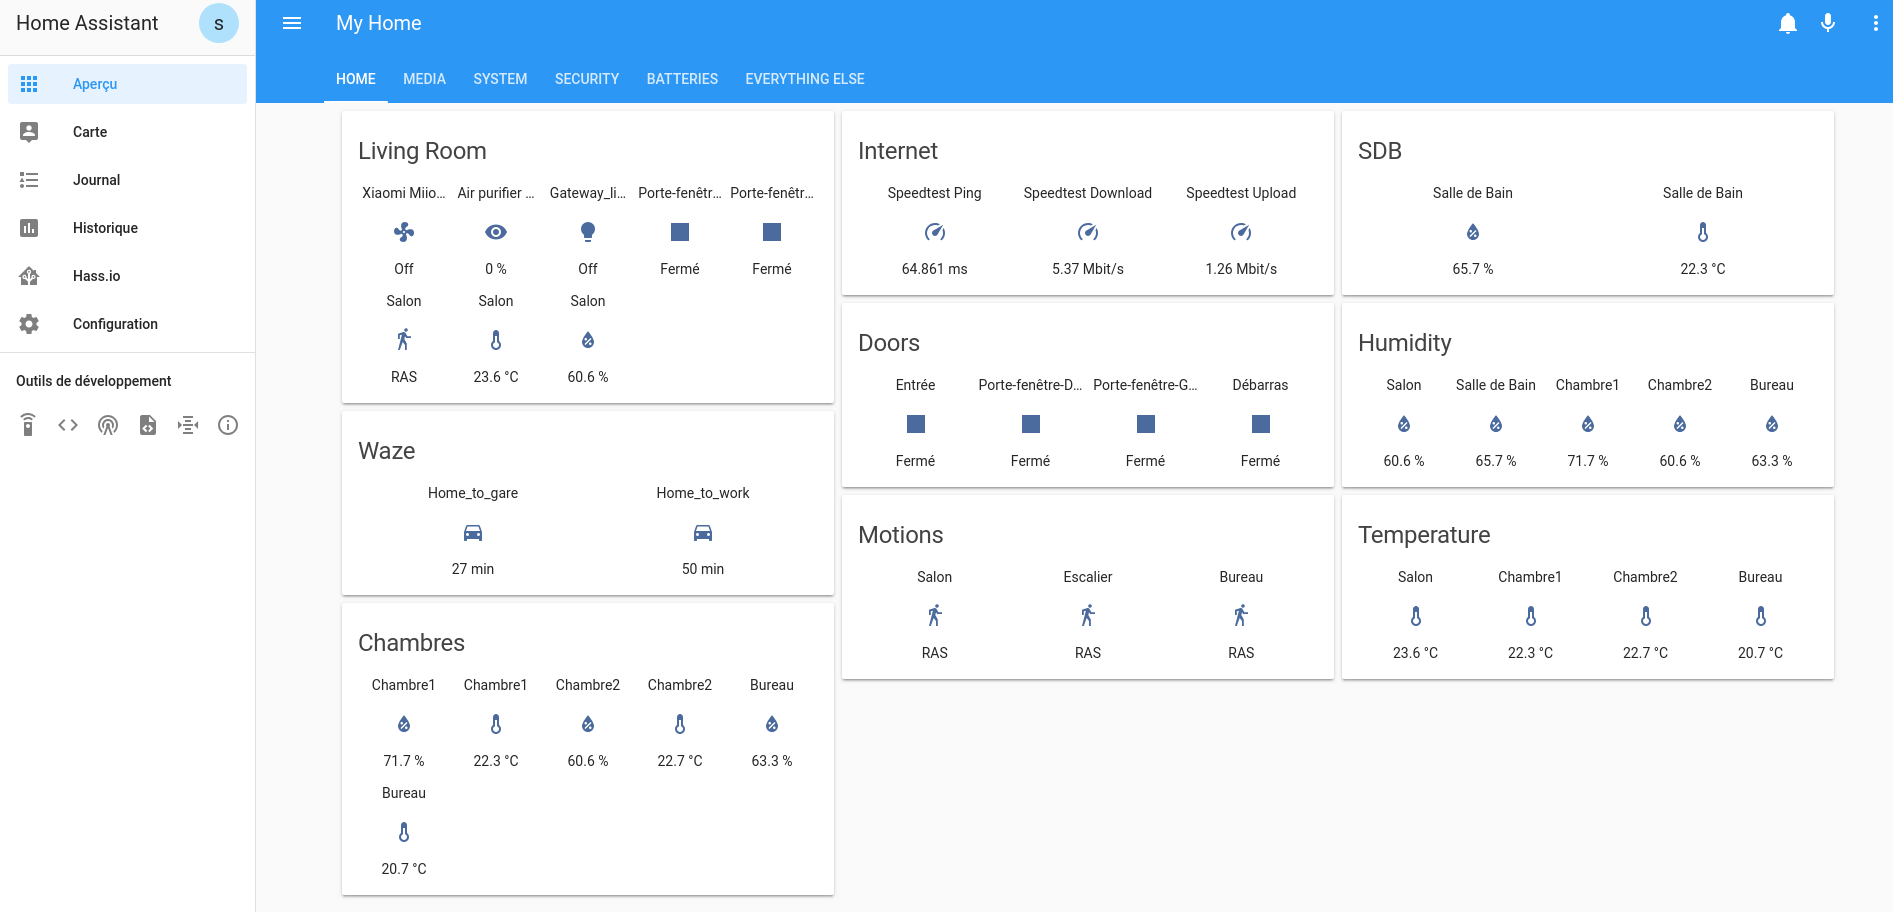 Home Assistant
S
Aperçu
Carte
Journal
Historique
Hass.io
Configuration
Outils de développement
My Home
HOME MEDIA SYSTEM SECURITY BATTERIES EVERYTHING ELSE
Living Room
Xiaomi Miio… Air purifier … Gateway_li… Porte-fenêtr… Porte-fenêtr…
Off 0 % Off Fermé Fermé
Salon Salon Salon
RAS 23.6 °C 60.6 %
Waze
Home_to_gare Home_to_work
27 min 50 min
Chambres
Chambre1 Chambre1 Chambre2 Chambre2 Bureau
71.7 % 22.3 °C 60.6 % 22.7 °C 63.3 %
Bureau
20.7 °C
Internet
Speedtest Ping Speedtest Download Speedtest Upload
64.861 ms 5.37 Mbit/s 1.26 Mbit/s
Doors
Entrée Porte-fenêtre-D… Porte-fenêtre-G… Débarras
Fermé Fermé Fermé Fermé
Motions
Salon Escalier Bureau
RAS RAS RAS
SDB
Salle de Bain Salle de Bain
65.7 % 22.3 °C
Humidity
Salon Salle de Bain Chambre1 Chambre2 Bureau
60.6 % 65.7 % 71.7 % 60.6 % 63.3 %
Temperature
Salon Chambre1 Chambre2 Bureau
23.6 °C 22.3 °C 22.7 °C 20.7 °C